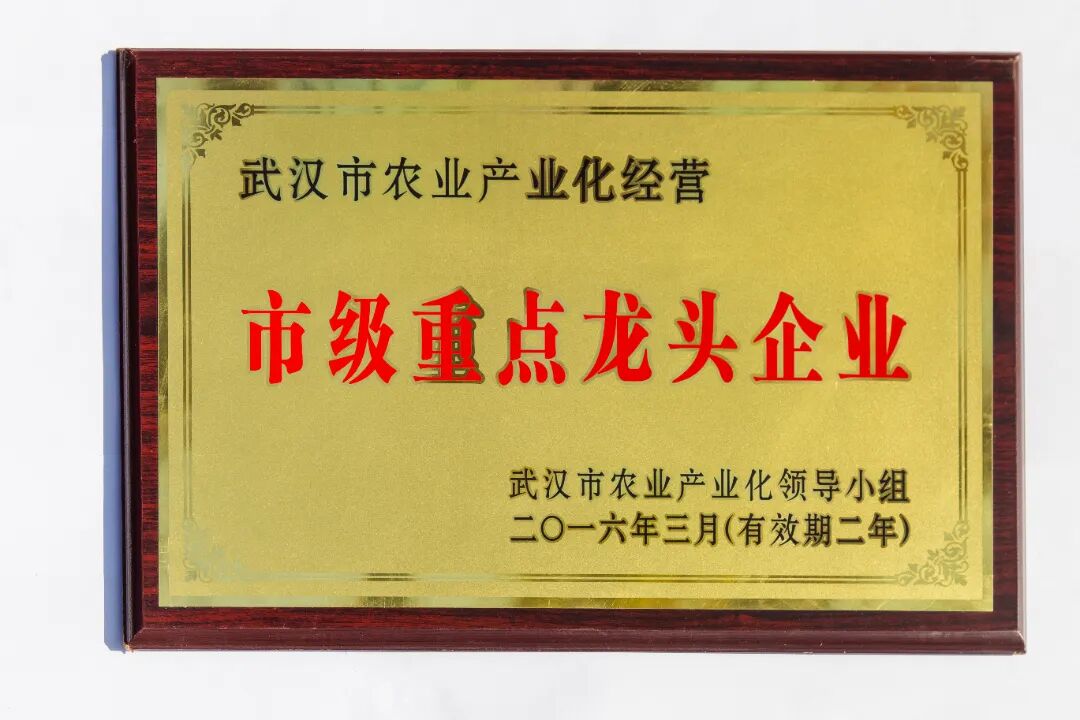 武汉市农业产业化经营
市级重点龙头企业
武汉市农业产业化领导小组
二〇一六年三月(有效期二年)